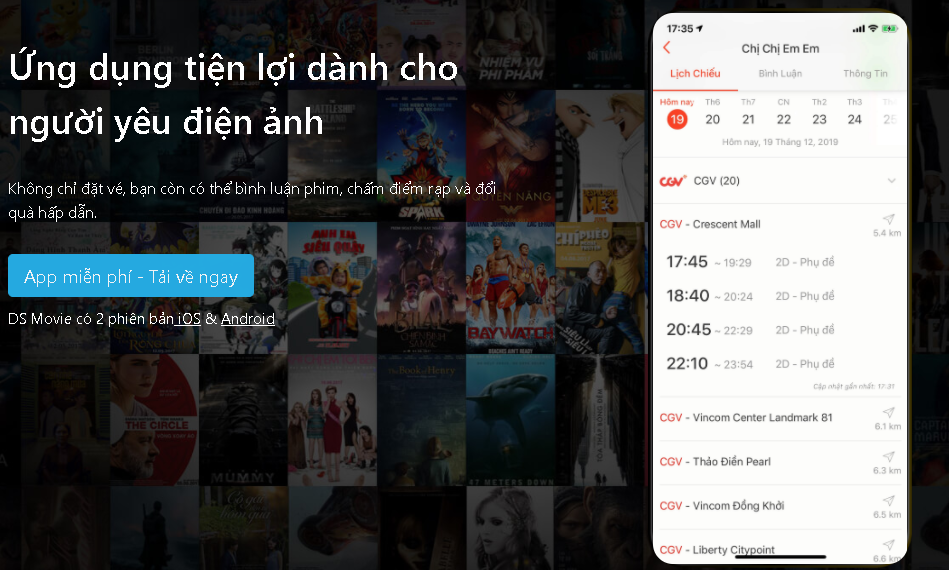 Ứng dụng tiện lợi dành cho
người yêu điện ảnh
Không chỉ đặt vé, bạn còn có thể bình luận phim, chấm điểm rạp và đổi
quà hấp dẫn.
App miễn phí - Tải về ngay
DS Movie có 2 phiên bản iOS & Android
17:35
Chị Chị Em Em
Lịch Chiếu Bình Luận Thông Tin
Hôm nay Th6 Th7 CN Th2 Th3
19 20 21 22 23 24 25
Hôm nay, 19 Tháng 12, 2019
CGV CGV (20)
CGV - Crescent Mall
5.4 km
17:45 ~ 19:29 2D - Phụ đề
18:40 ~ 20:24 2D - Phụ đề
20:45 ~ 22:29 2D - Phụ đề
22:10 ~ 23:54 2D - Phụ đề
Cập nhật gần nhất: 17:31
CGV - Vincom Center Landmark 81
6.1 km
CGV - Thảo Điền Pearl
6.3 km
CGV - Vincom Đồng Khởi
6.5 km
CGV - Liberty Citypoint
6.6 km
BERLIN
NHIỆM VỤ
PHI PHÁM
BATTLESHIP
ISLAND
SPARK
QUYỀN NĂNG
BAYWATCH
The Book of Henry
THE CIRCLE
MUMMY
47 METERS DOWN